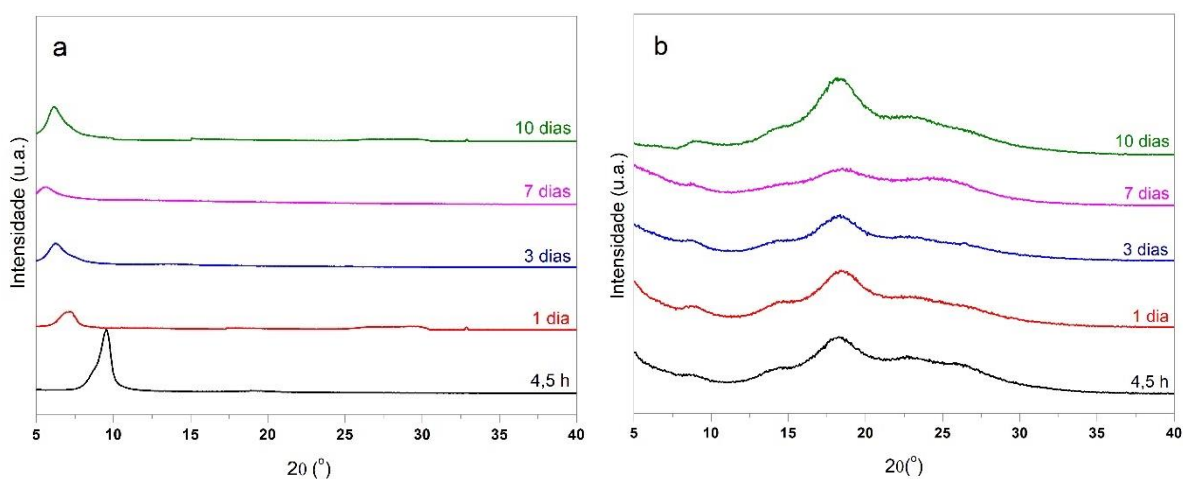 a
Intensidade (u.a.)
10 dias
7 dias
3 dias
1 dia
4,5 h
5 10 15 20 25 30 35 40
2θ (°)
b
Intensidade (u.a.)
10 dias
7 dias
3 dias
1 dia
4,5 h
5 10 15 20 25 30 35 40
2θ(°)